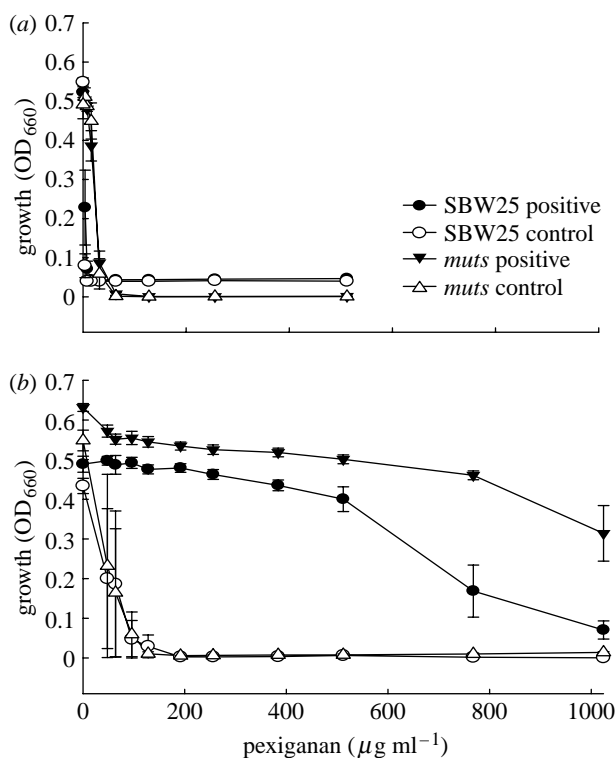 (a)
0.7
0.6
0.5
0.4
0.3
0.2
0.1
0
growth (OD660)
SBW25 positive
SBW25 control
muts positive
muts control
(b)
0.7
0.6
0.5
0.4
0.3
0.2
0.1
0
growth (OD660)
0 200 400 600 800 1000
pexiganan (µg ml−1)